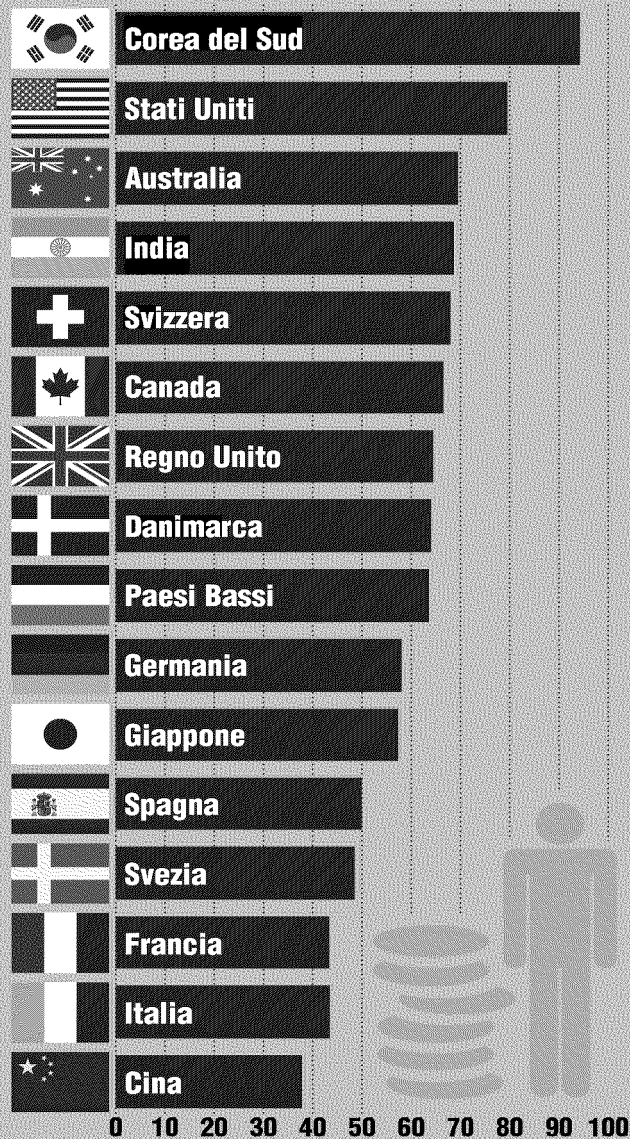 Corea del Sud
Stati Uniti
Australia
India
Svizzera
Canada
Regno Unito
Danimarca
Paesi Bassi
Germania
Giappone
Spagna
Svezia
Francia
Italia
Cina
0 10 20 30 40 50 60 70 80 90 100